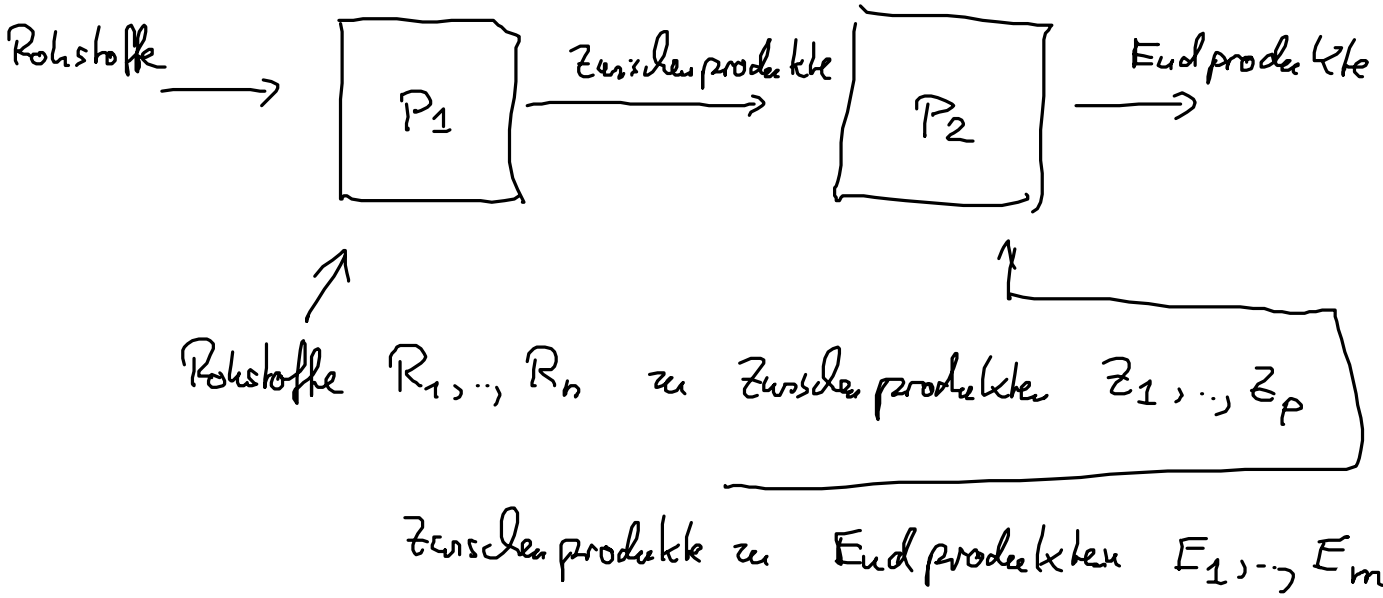 Rohstoffe Zwischenprodukte Endprodukte
P1 P2
Rohstoffe R1,..,Rn zu Zwischenprodukten Z1,..,Zp
Zwischenprodukte zu Endprodukten E1,..,Em